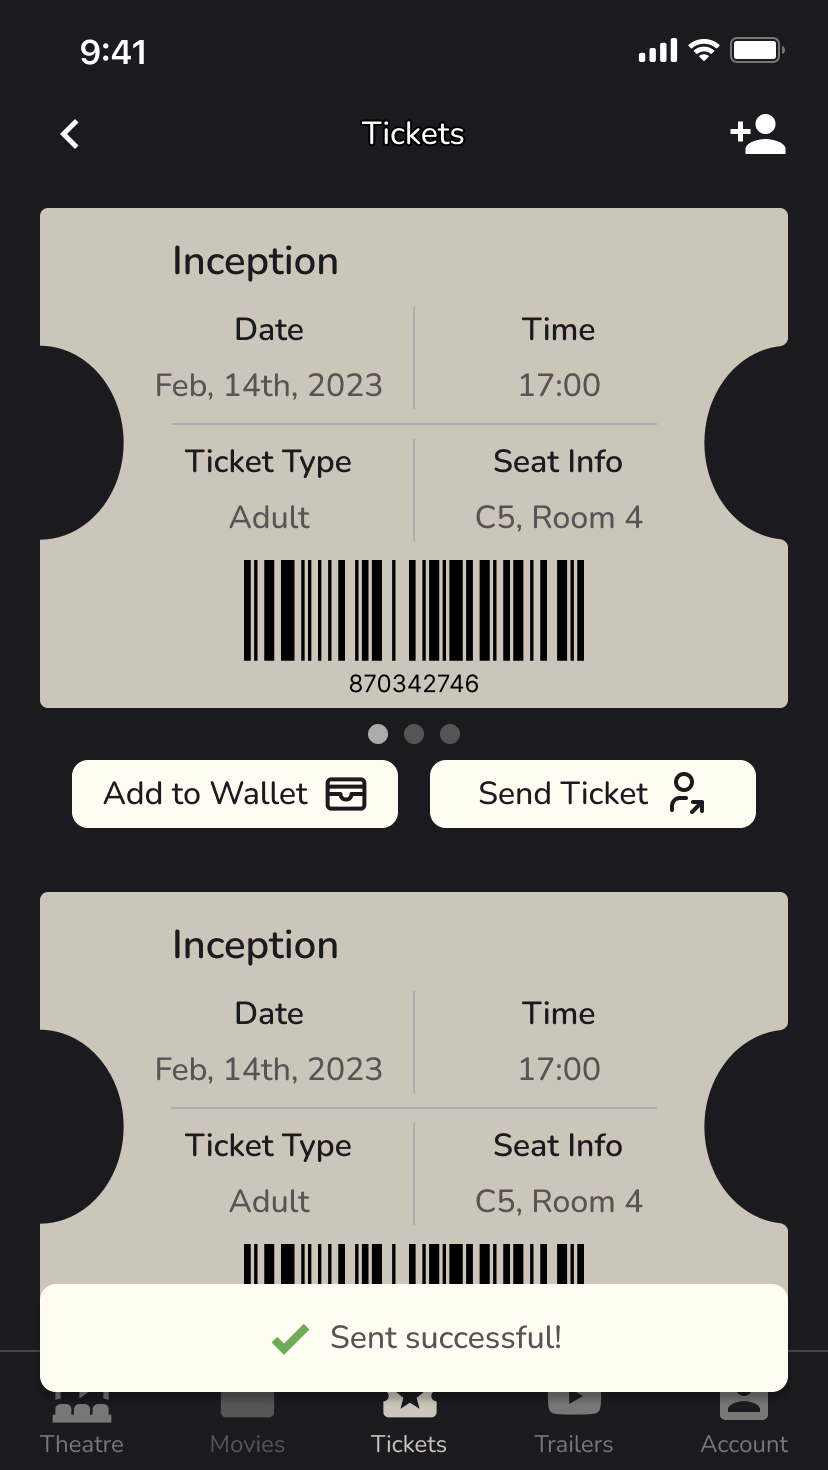 9:41
Tickets
Inception
Date Time
Feb, 14th, 2023 17:00
Ticket Type Seat Info
Adult C5, Room 4
870342746
Add to Wallet Send Ticket
Inception
Date Time
Feb, 14th, 2023 17:00
Ticket Type Seat Info
Adult C5, Room 4
Sent successful!
Theatre Movies Tickets Trailers Account